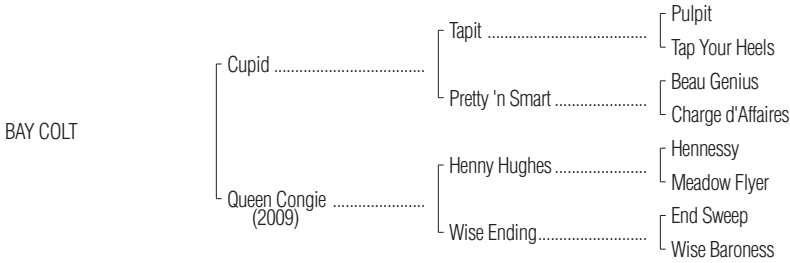 Pulpit
Tapit ......................................
Tap Your Heels
Cupid ...................................
Beau Genius
Pretty 'n Smart ......................
Charge d'Affaires
BAY COLT
Hennessy
Henny Hughes ......................
Meadow Flyer
Queen Congie .....................
(2009)
End Sweep
Wise Ending..........................
Wise Baroness